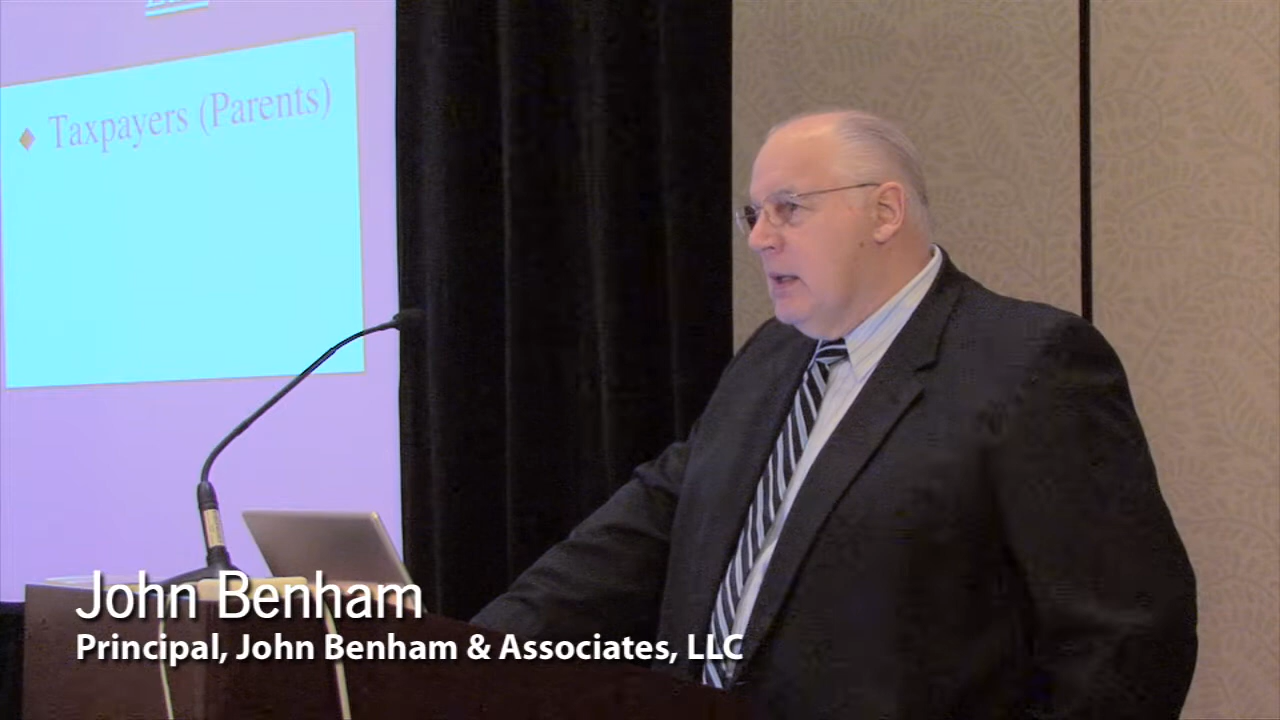 Taxpayers (Parents)
John Benham
Principal, John Benham & Associates, LLC